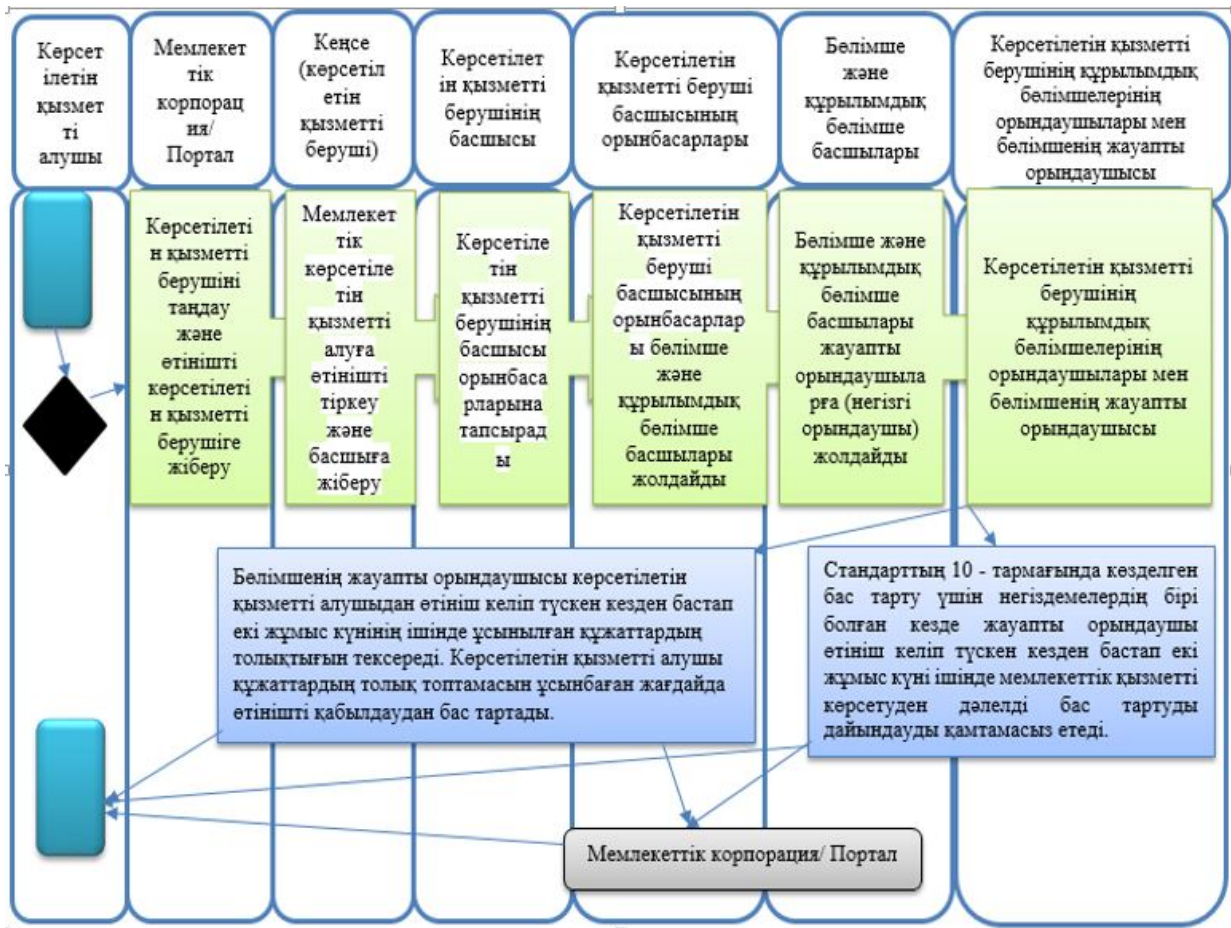 Көрсет
ілетін
қызмет
ті
алушы
Мемлекет
тік
корпорац
ия/
Портал
Кеңсе
(көрсетіл
етін
қызметті
беруші)
Көрсетілет
ін қызметті
берушінің
басшысы
Көрсетілетін
қызметті беруші
басшысының
орынбасарлары
Бөлімше
және
құрылымдық
бөлімше
басшылары
Көрсетілетін қызметті
берушінің құрылымдық
бөлімшелерінің
орындаушылары мен
бөлімшенің жауапты
орыңдаушысы
Көрсетілеті
н қызметті
берушіні
таңдау
және
өтінішті
көрсетілеті
н қызметті
берушіге
жіберу
Мемлекет
тік
көрсетіле
тін
қызметті
алуға
өтінішті
тіркеу
және
басшыға
жіберу
Көрсетіле
тін
қызметті
берушінің
басшысы
орынбаса
рларына
тапсырад
ы
Көрсетілетін
қызметті
беруші
басшысының
орынбасарлар
ы бөлімше
және
құрылымдық
бөлімше
басшылары
жолдайды
Бөлімше және
құрылымдық
бөлімше
басшылары
жауапты
орындаушыла
рға (негізгі
орындаушы)
жолдайды
Көрсетілетін қызметті
берушінің
құрылымдық
бөлімшелерінің
орындаушылары мен
бөлімшенің жауапты
орындаушысы
Бөлімшенің жауапты орындаушысы көрсетілетін
қызметті алушыдан өтініш келіп түскен кезден бастап
екі жұмыс күнінің ішінде ұсынылған құжаттардың
толықтығын тексереді. Көрсетілетін қызметті алушы
құжаттардың толық топтамасын ұсынбаған жағдайда
өтінішті қабылдаудан бас тартады.
Стандарттың 10 - тармағында көзделген
бас тарту үшін негіздемелердің бірі
болған кезде жауапты орындаушы
өтініш келіп түскен кезден бастап екі
жұмыс күні ішінде мемлекеттік қызметті
көрсетуден дәлелді бас тартуды
дайындауды қамтамасыз етеді.
Мемлекеттік корпорация/ Портал